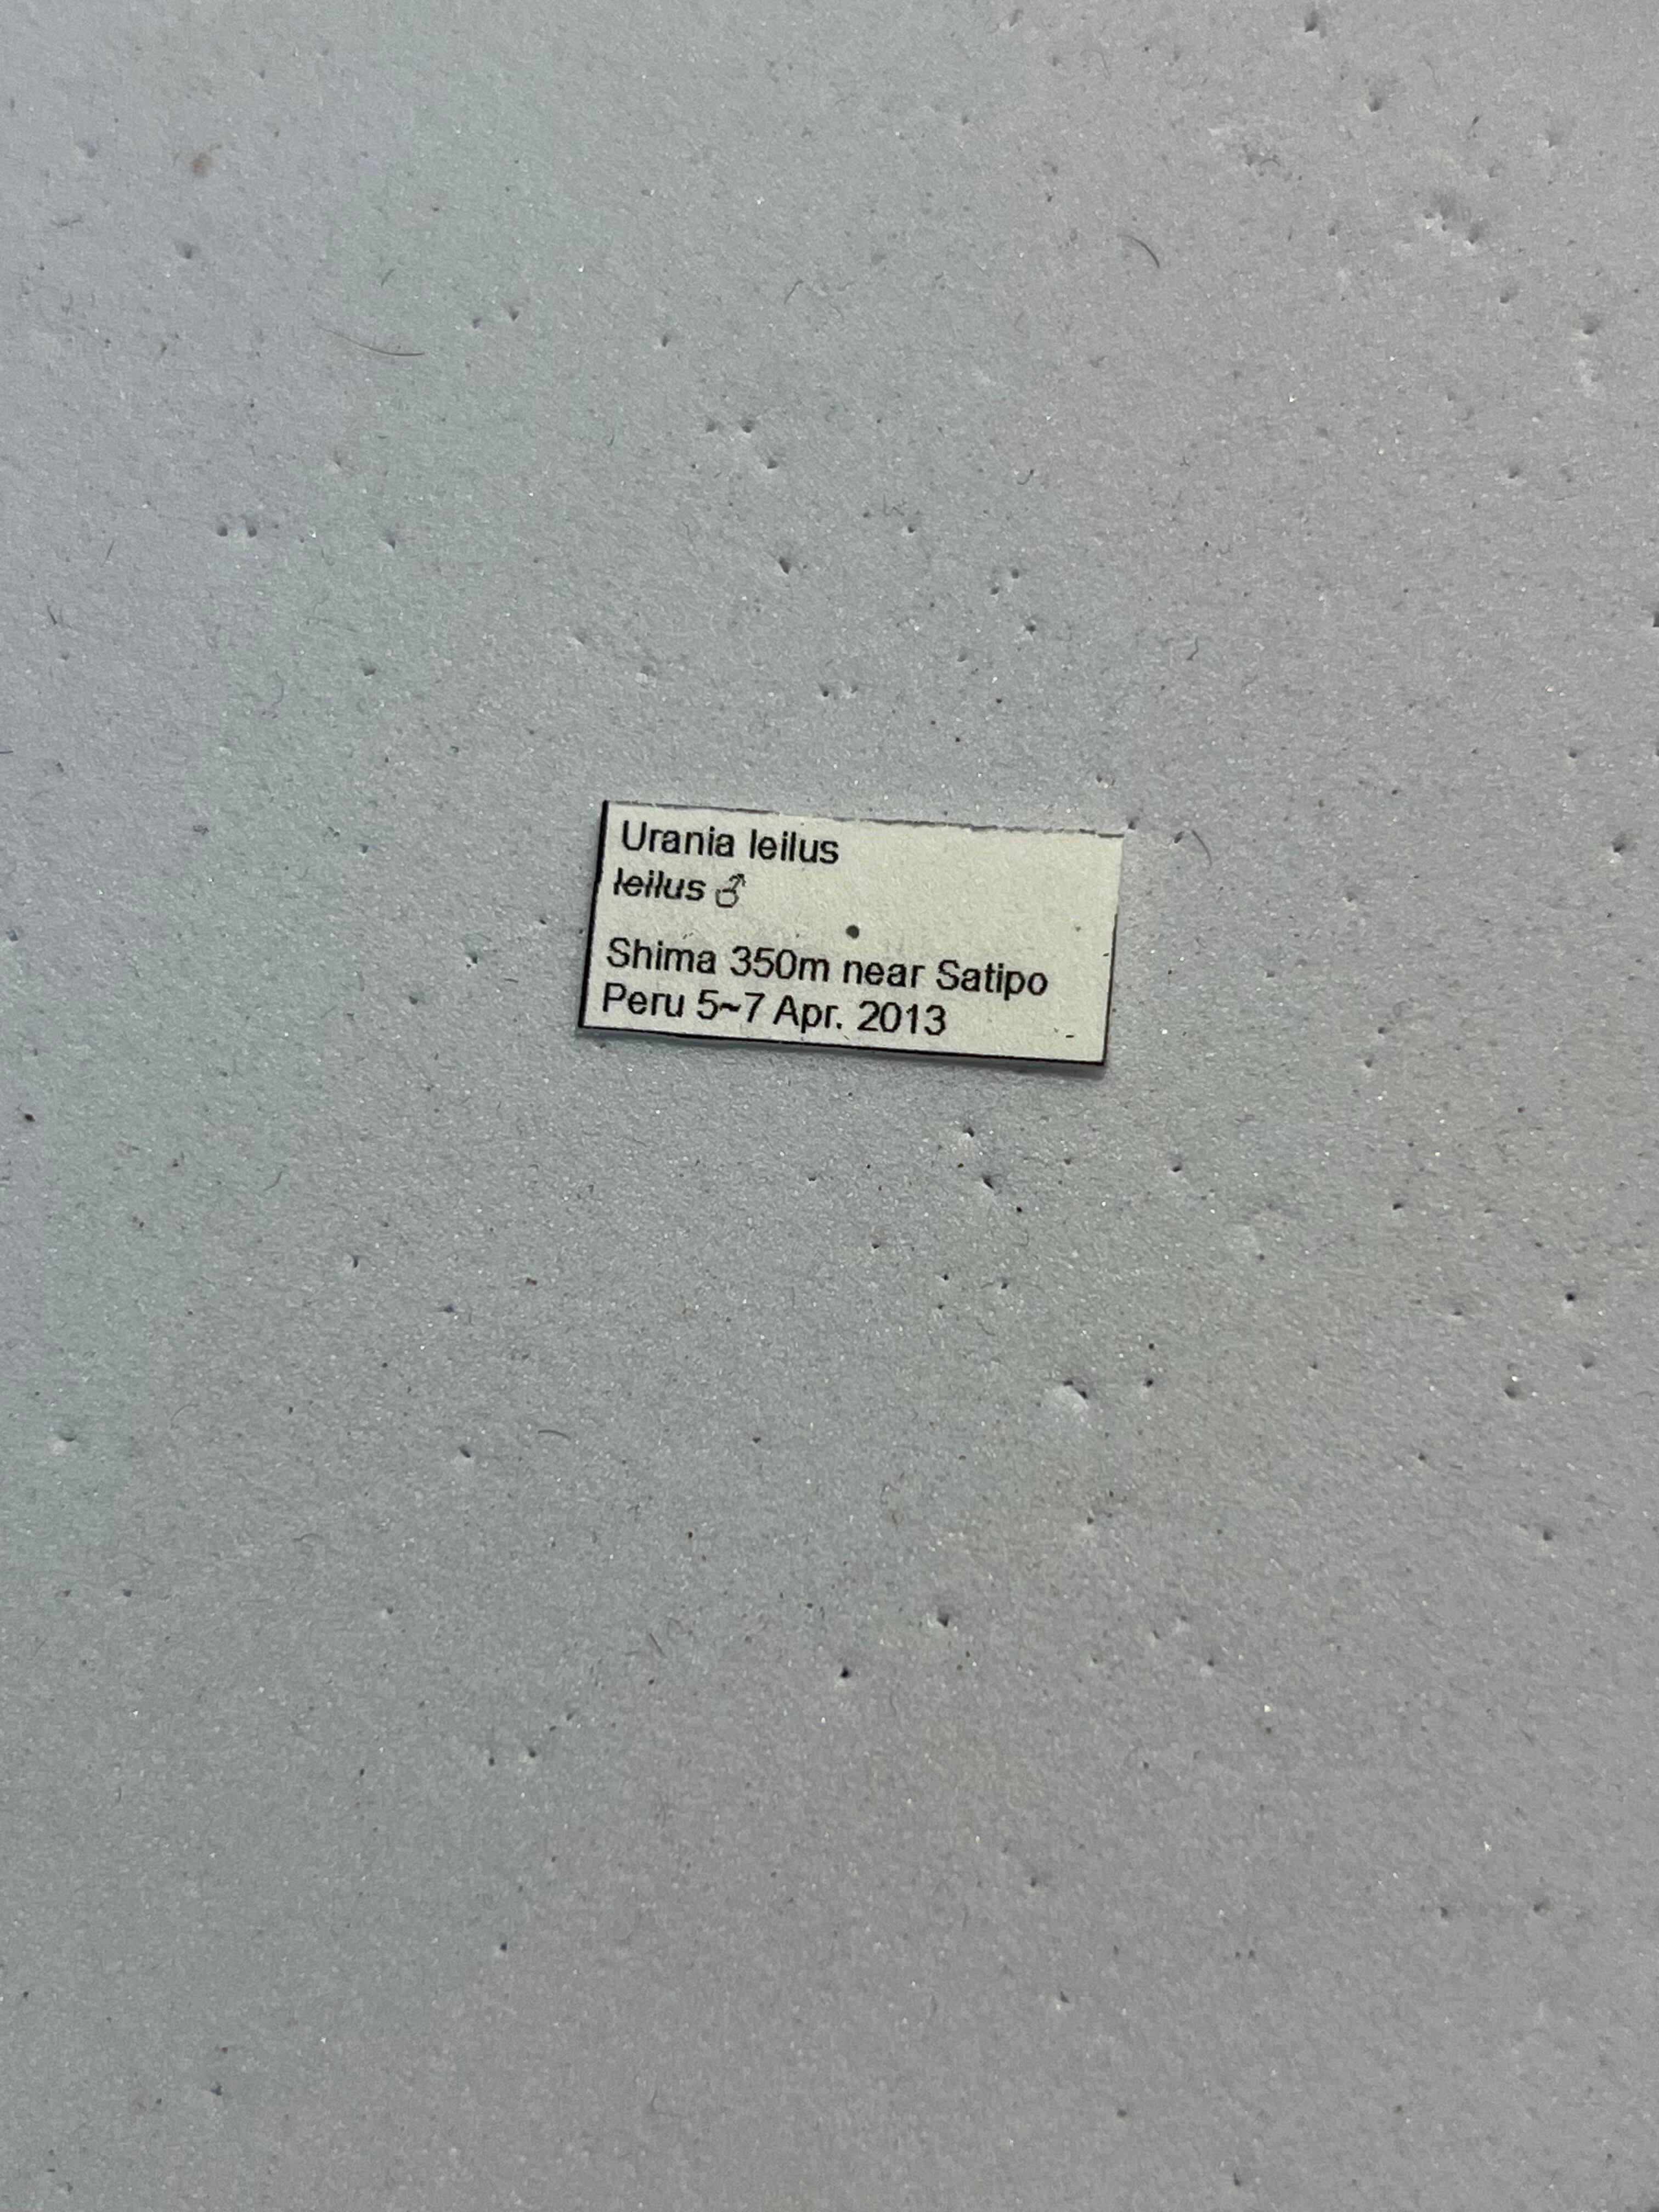 Urania leilus
leilus ♂
Shima 350m near Satipo
Peru 5~7 Apr. 2013